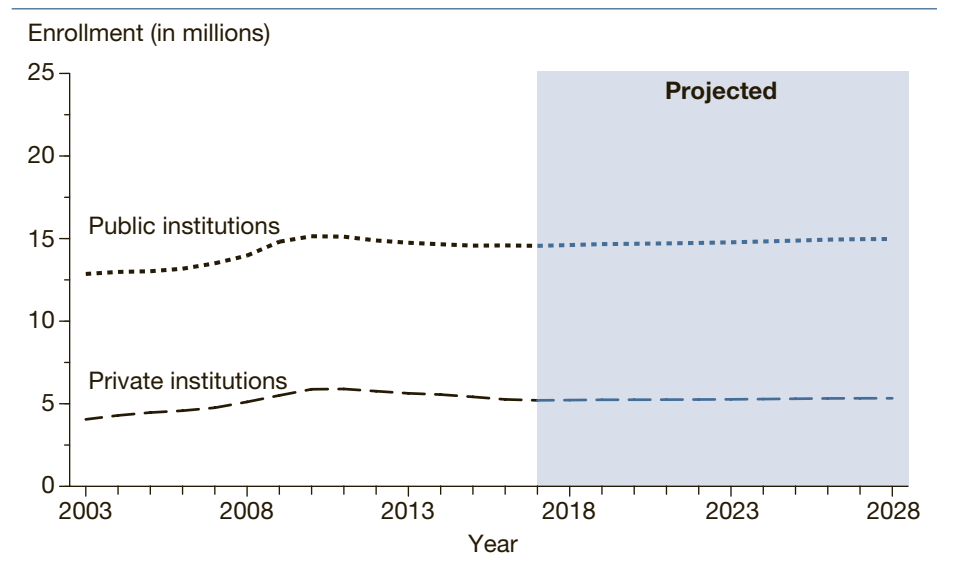 Enrollment (in millions)
25
Projected
20
Public institutions
15
10
Private institutions
5
0
2003 2008 2013 2018 2023 2028
Year